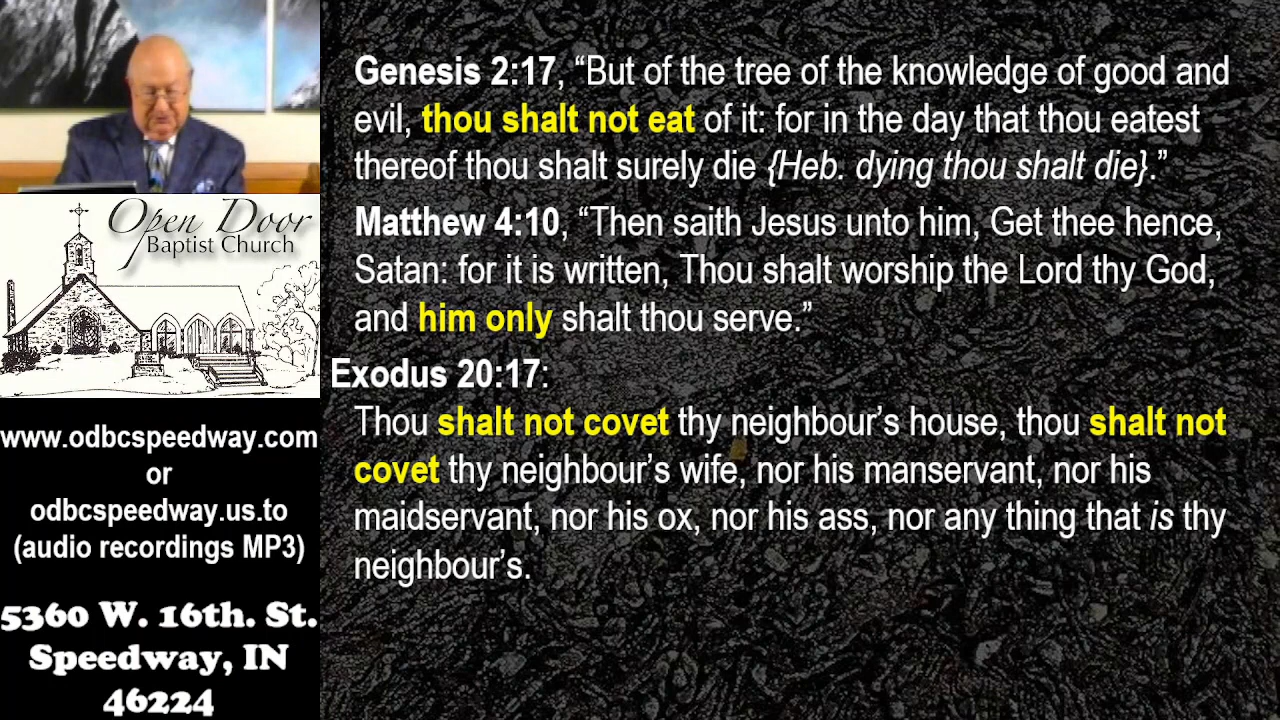 Genesis 2:17, “But of the tree of the knowledge of good and
evil, thou shalt not eat of it: for in the day that thou eatest
thereof thou shalt surely die {Heb. dying thou shalt die}.”
Matthew 4:10, “Then saith Jesus unto him, Get thee hence,
Satan: for it is written, Thou shalt worship the Lord thy God,
and him only shalt thou serve.”
Exodus 20:17:
Thou shalt not covet thy neighbour’s house, thou shalt not
covet thy neighbour’s wife, nor his manservant, nor his
maidservant, nor his ox, nor his ass, nor any thing that is thy
neighbour’s.
Open Door
Baptist Church
www.odbcspeedway.com
or
odbcspeedway.us.to
(audio recordings MP3)
5360 W. 16th. St.
Speedway, IN
46224